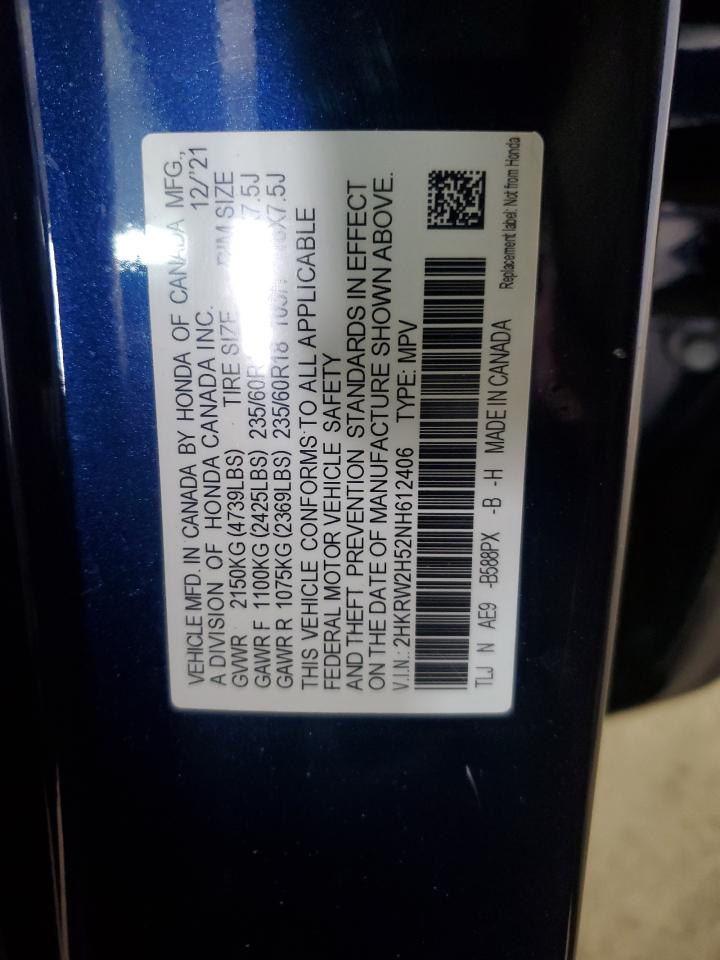 VEHICLE MFD. IN CANADA BY HONDA OF CANADA MFG.,
A DIVISION OF HONDA CANADA INC. 12/'21
GVWR 2150KG (4739LBS) TIRE SIZE RIM SIZE
GAWR F 1100KG (2425LBS) 235/60R
GAWR R 1075KG (2369LBS) 235/60R18 X7.5J
THIS VEHICLE CONFORMS TO ALL APPLICABLE
FEDERAL MOTOR VEHICLE SAFETY
AND THEFT PREVENTION STANDARDS IN EFFECT
ON THE DATE OF MANUFACTURE SHOWN ABOVE.
V.I.N.: 2HKRW2H52NH612406 TYPE: MPV
TLJ N AE9 -B588PX -B -H MADE IN CANADA
Replacement label: Not from Honda